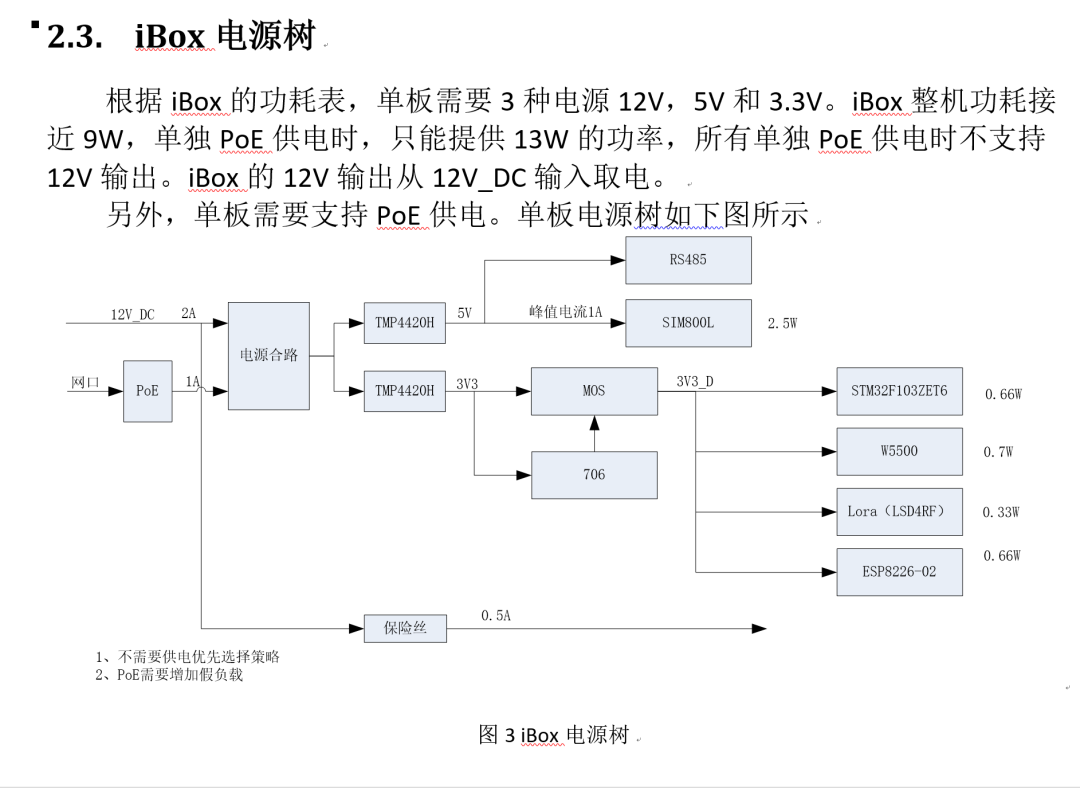 2.3. iBox 电源树
根据 iBox 的功耗表，单板需要 3 种电源 12V，5V 和 3.3V。iBox 整机功耗接
近 9W，单独 PoE 供电时，只能提供 13W 的功率，所有单独 PoE 供电时不支持
12V 输出。iBox 的 12V 输出从 12V_DC 输入取电。
另外，单板需要支持 PoE 供电。单板电源树如下图所示
RS485
12V_DC 2A
TMP4420H
5V
峰值电流1A
SIM800L
2.5W
电源合路
网口
PoE
1A
TMP4420H
3V3
MOS
3V3_D
STM32F103ZET6
0.66W
706
W5500
0.7W
Lora（LSD4RF）
0.33W
0.66W
ESP8226-02
保险丝
0.5A
1、不需要供电优先选择策略
2、PoE需要增加假负载
图 3 iBox 电源树